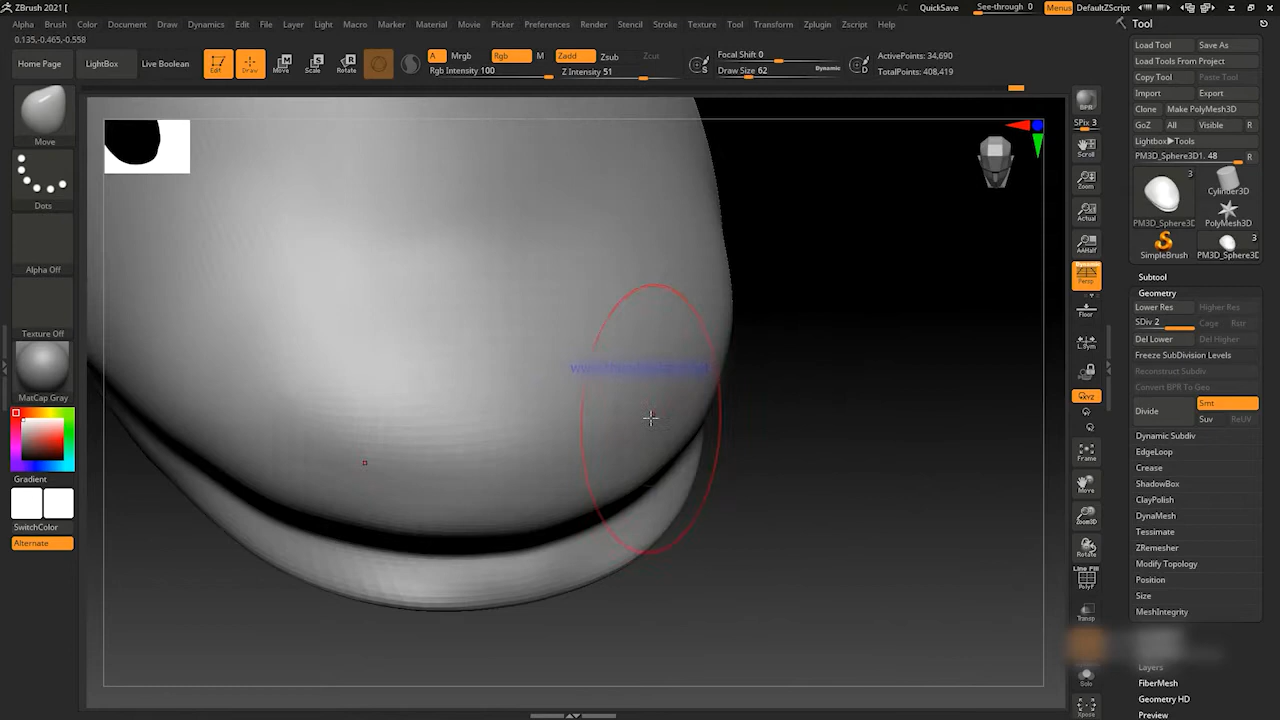 ZBrush 2021 [
AC QuickSave See-through 0 Menus DefaultZScript
Alpha Brush Color Document Draw Dynamics Edit File Layer Light Macro Marker Material Movie Picker Preferences Render Stencil Stroke Texture Tool Transform Zplugin Zscript Help
0.135,-0.465,-0.558
Home Page LightBox Live Boolean Edit Draw Move Scale Rotate
A Mrgb Rgb M Zadd Zsub Zcut
Rgb Intensity 100 Z Intensity 51
Focal Shift 0
Draw Size 62 Dynamic
S D
ActivePoints: 34,690
TotalPoints: 408,419
Move
Dots
Alpha Off
Texture Off
MatCap Gray
Gradient
SwitchColor
Alternate
BPR
SPix 3
Scroll
Zoom
Actual
AAHalf
Dynamic
Persp
Floor
L.Sym
XYZ
Frame
Move
Zoom3D
Rotate
Line Fill
PolyF
Transp
Solo
Xpose
Tool
Load Tool Save As
Load Tools From Project
Copy Tool Paste Tool
Import Export
Clone Make PolyMesh3D
GoZ All Visible R
Lightbox▶Tools
PM3D_Sphere3D1. 48 R
3
Cylinder3D
PM3D_Sphere3D PolyMesh3D
3
SimpleBrush PM3D_Sphere3D
Subtool
Geometry
Lower Res Higher Res
SDiv 2 Cage Rstr
Del Lower Del Higher
Freeze SubDivision Levels
Reconstruct Subdiv
Convert BPR To Geo
Divide Smt
Suv ReUV
Dynamic Subdiv
EdgeLoop
Crease
ShadowBox
ClayPolish
DynaMesh
Tessimate
ZRemesher
Modify Topology
Position
Size
MeshIntegrity
Layers
FiberMesh
Geometry HD
Preview